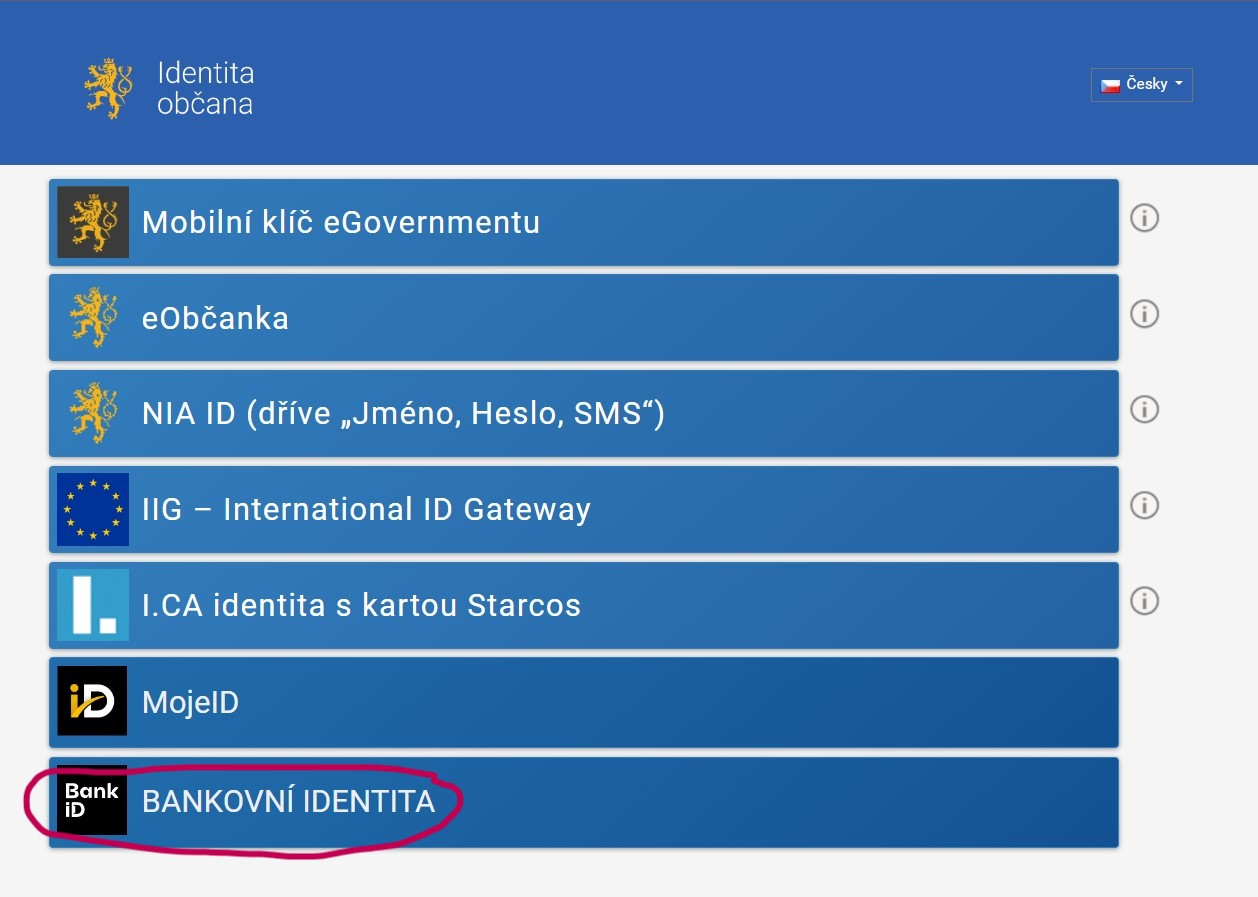 Identita
občana
Česky
Mobilní klíč eGovernmentu
eObčanka
NIA ID (dříve „Jméno, Heslo, SMS“)
IIG – International ID Gateway
I.CA identita s kartou Starcos
iD MojeID
Bank
iD
BANKOVNÍ IDENTITA